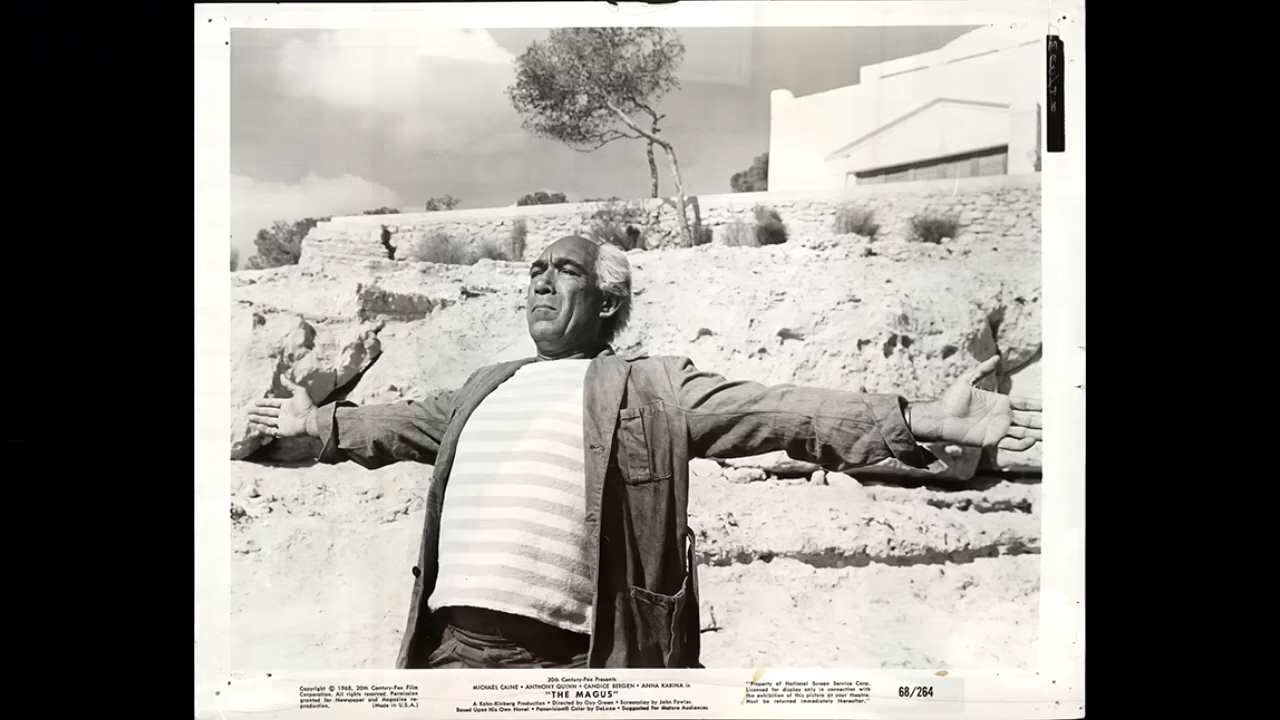 20th Century-Fox Presents
MICHAEL CAINE • ANTHONY QUINN • CANDICE BERGEN • ANNA KARINA in
"THE MAGUS"
A Kohn-Kinberg Production • Directed by Guy Green • Screenplay by John Fowles
Based Upon His Own Novel • Panavision® Color by DeLuxe • Suggested For Mature Audiences
Copyright © 1968, 20th Century-Fox Film
Corporation. All rights reserved. Permission
granted for Newspaper and Magazine re-
production. (Made in U.S.A.)
"Property of National Screen Service Corp.
Licensed for display only in connection with
the exhibition of this picture at your theatre.
Must be returned immediately thereafter."
68/264